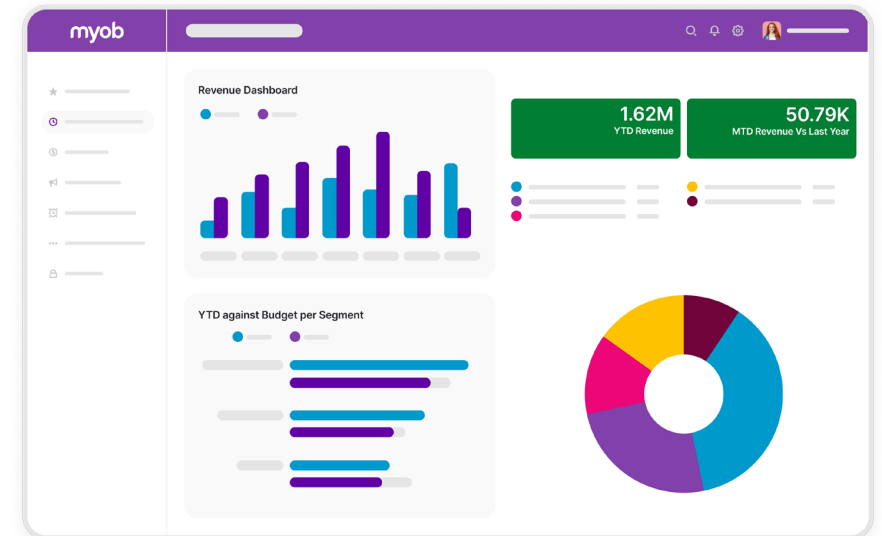 myob
Revenue Dashboard
1.62M
YTD Revenue
50.79K
MTD Revenue Vs Last Year
YTD against Budget per Segment